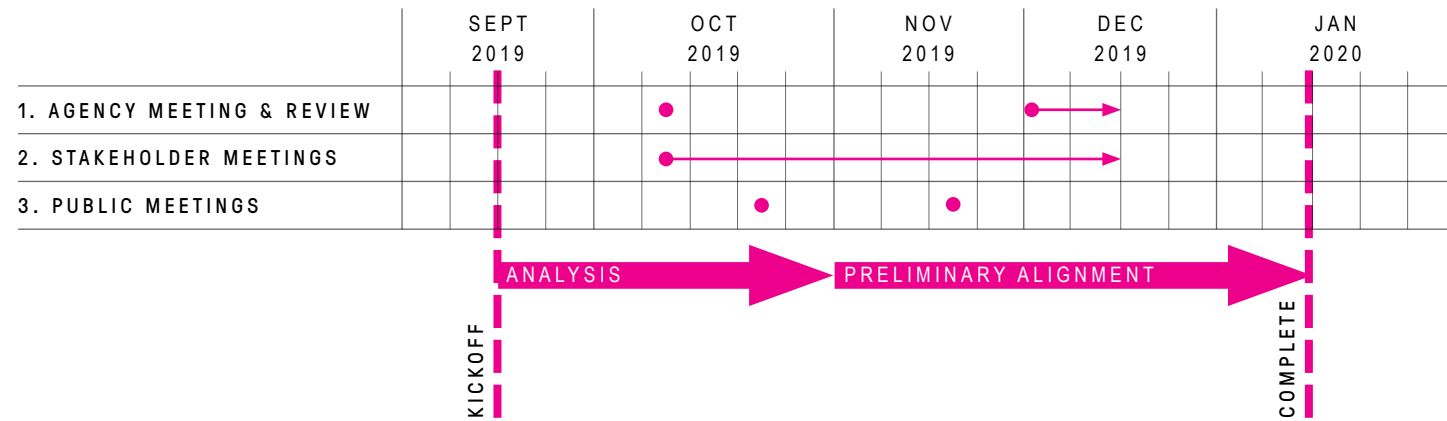 SEPT
2019
OCT
2019
NOV
2019
DEC
2019
JAN
2020
1. AGENCY MEETING & REVIEW
2. STAKEHOLDER MEETINGS
3. PUBLIC MEETINGS
ANALYSIS
PRELIMINARY ALIGNMENT
KICKOFF
COMPLETE